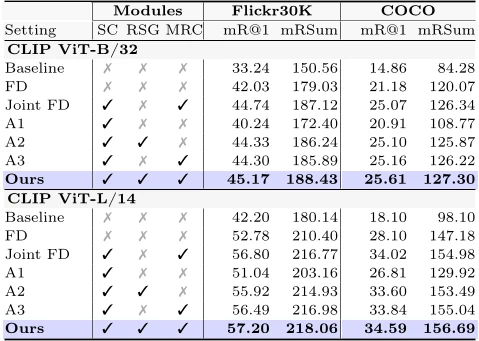 Modules Flickr30K COCO
Setting SC RSG MRC mR@1 mRSum mR@1 mRSum
CLIP ViT-B/32
Baseline ✗ ✗ ✗ 33.24 150.56 14.86 84.28
FD ✗ ✗ ✗ 42.03 179.03 21.18 120.07
Joint FD ✓ ✗ ✓ 44.74 187.12 25.07 126.34
A1 ✓ ✗ ✗ 40.24 172.40 20.91 108.77
A2 ✓ ✓ ✗ 44.33 186.24 25.10 125.87
A3 ✓ ✗ ✓ 44.30 185.89 25.16 126.22
Ours ✓ ✓ ✓ 45.17 188.43 25.61 127.30
CLIP ViT-L/14
Baseline ✗ ✗ ✗ 42.20 180.14 18.10 98.10
FD ✗ ✗ ✗ 52.78 210.40 28.10 147.18
Joint FD ✓ ✗ ✓ 56.80 216.77 34.02 154.98
A1 ✓ ✗ ✗ 51.04 203.16 26.81 129.92
A2 ✓ ✓ ✗ 55.92 214.93 33.60 153.49
A3 ✓ ✗ ✓ 56.49 216.98 33.84 155.04
Ours ✓ ✓ ✓ 57.20 218.06 34.59 156.69